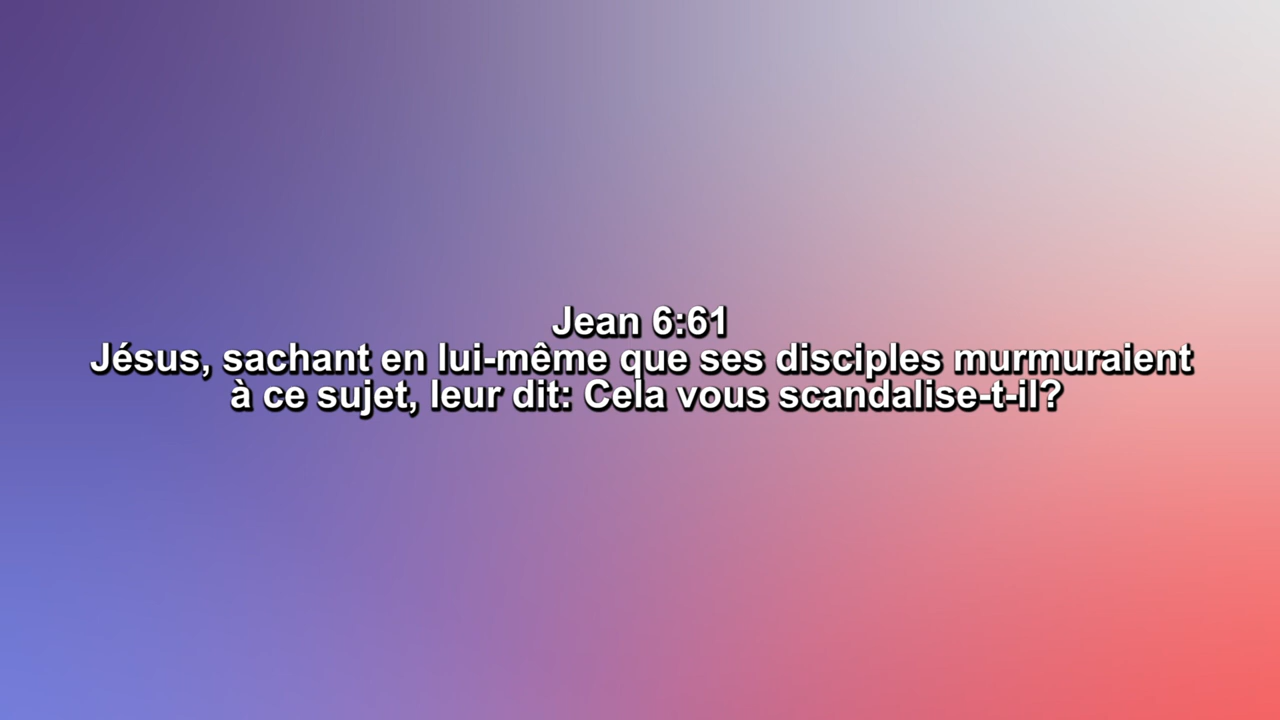 Jean 6:61
Jésus, sachant en lui-même que ses disciples murmuraient
à ce sujet, leur dit: Cela vous scandalise-t-il?